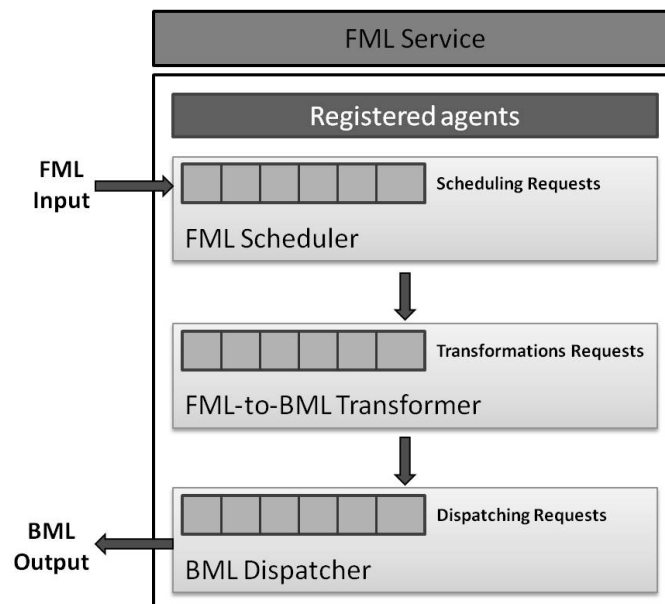 FML Service
Registered agents
FML
Input
Scheduling Requests
FML Scheduler
Transformations Requests
FML-to-BML Transformer
Dispatching Requests
BML
Output
BML Dispatcher